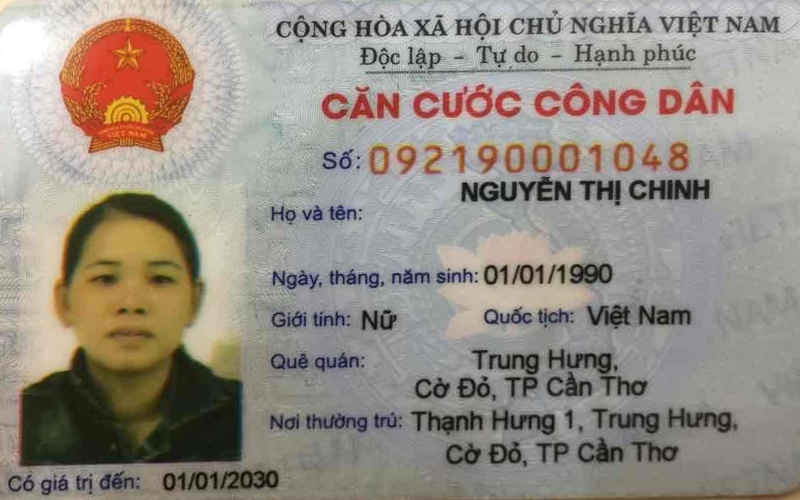 CỘNG HÒA XÃ HỘI CHỦ NGHĨA VIỆT NAM
Độc lập - Tự do - Hạnh phúc
CĂN CƯỚC CÔNG DÂN
Số: 092190001048
NGUYỄN THỊ CHINH
Họ và tên:
Ngày, tháng, năm sinh: 01/01/1990
Giới tính: Nữ Quốc tịch: Việt Nam
Quê quán: Trung Hưng,
Cờ Đỏ, TP Cần Thơ
Nơi thường trú: Thạnh Hưng 1, Trung Hưng,
Cờ Đỏ, TP Cần Thơ
Có giá trị đến: 01/01/2030